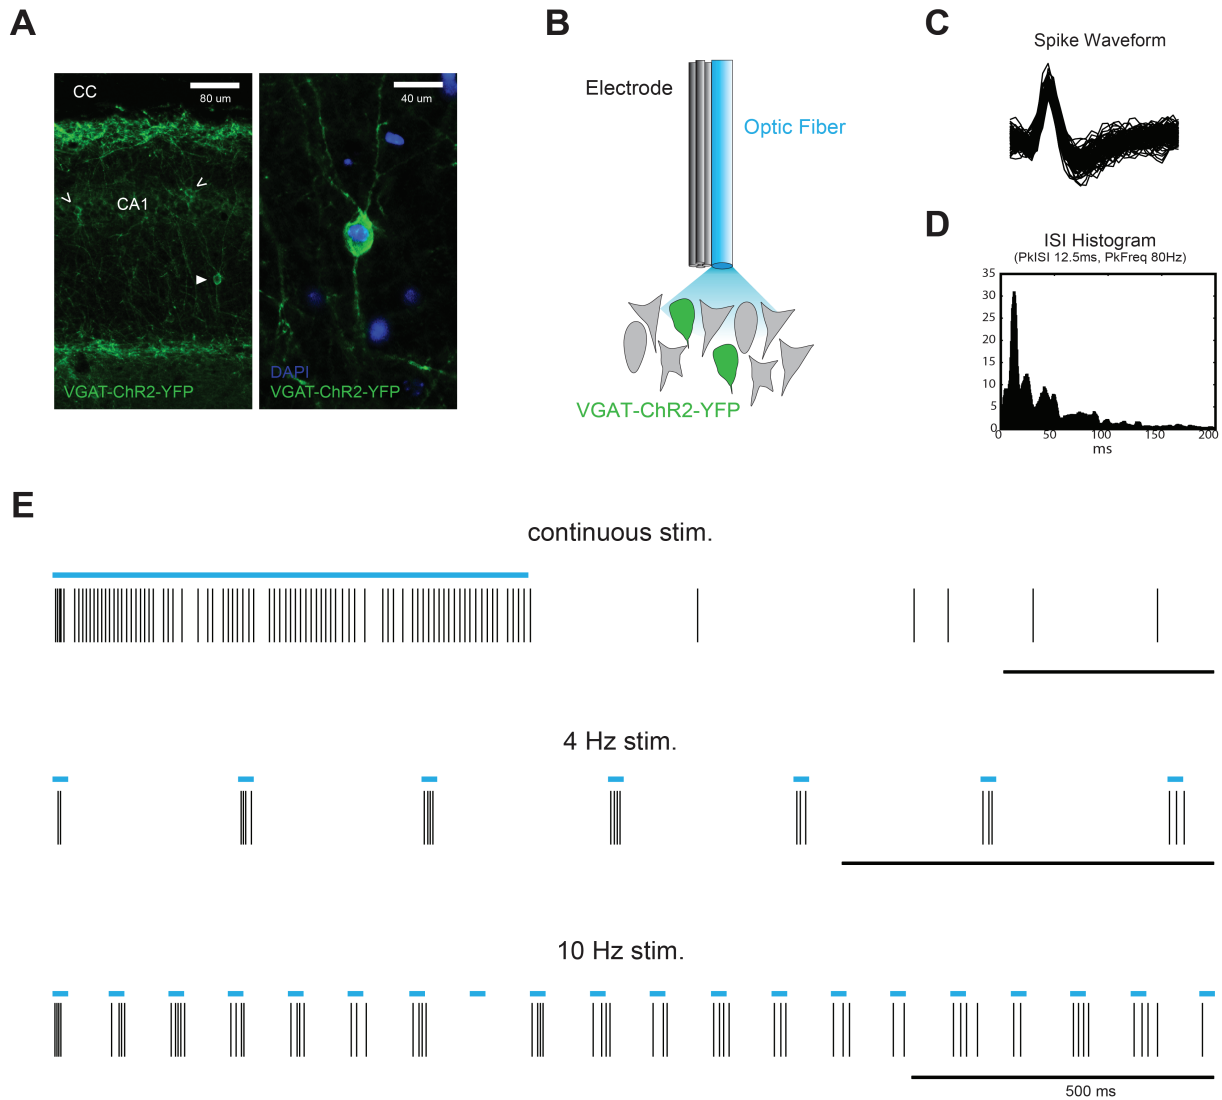 A
CC
80 um
CA1
VGAT-ChR2-YFP
40 um
DAPI
VGAT-ChR2-YFP
B
Electrode
Optic Fiber
VGAT-ChR2-YFP
C
Spike Waveform
D
ISI Histogram
(PkISI 12.5ms, PkFreq 80Hz)
35
30
25
20
15
10
5
0
0 50 100 150 200
ms
E
continuous stim.
4 Hz stim.
10 Hz stim.
500 ms